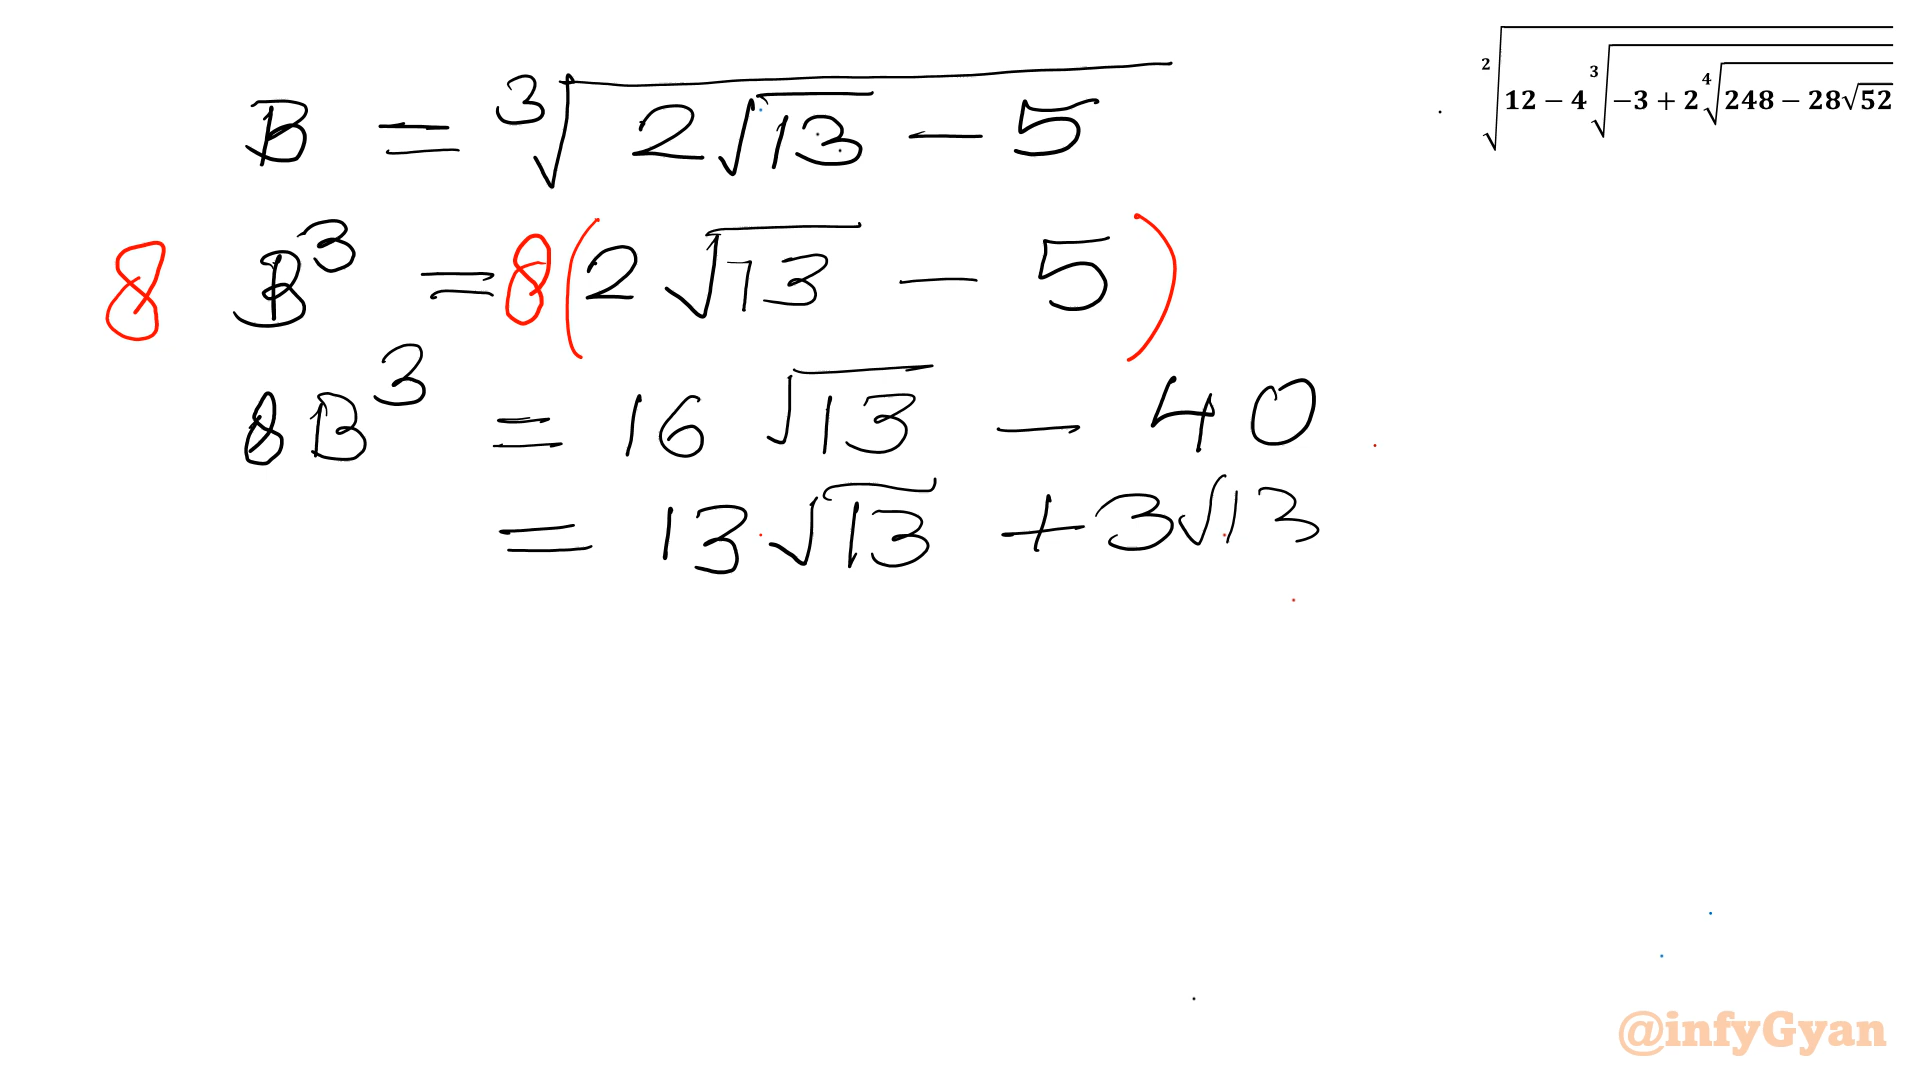 B = ∛(2√13 − 5)
√(12 − 4 ∛(−3 + 2 ∜(248 − 28√52)))
8 B³ = 8(2√13 − 5)
8B³ = 16√13 − 40
= 13√13 + 3√13
@infyGyan